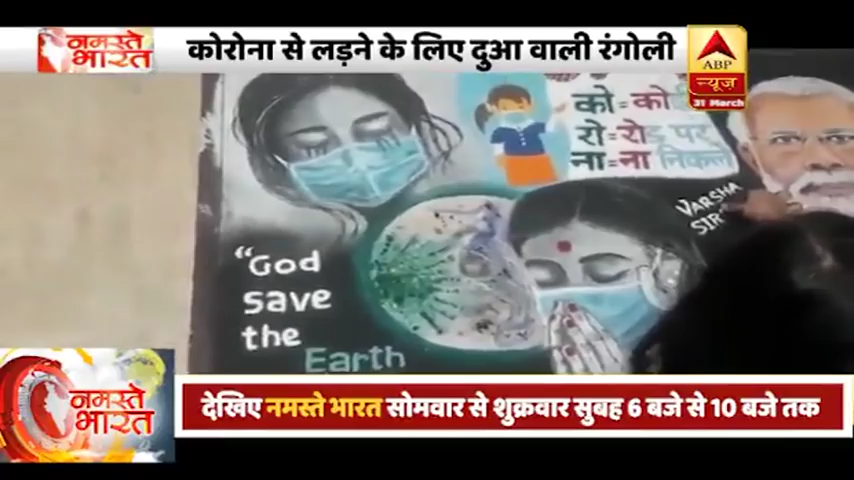 नमस्ते
भारत
कोरोना से लड़ने के लिए दुआ वाली रंगोली
ABP
न्यूज़
31 March
को=को
रो=रोड पर
ना=ना निकले
VARSHA
"God
save
the
Earth
नमस्ते
भारत
देखिए नमस्ते भारत सोमवार से शुक्रवार सुबह 6 बजे से 10 बजे तक